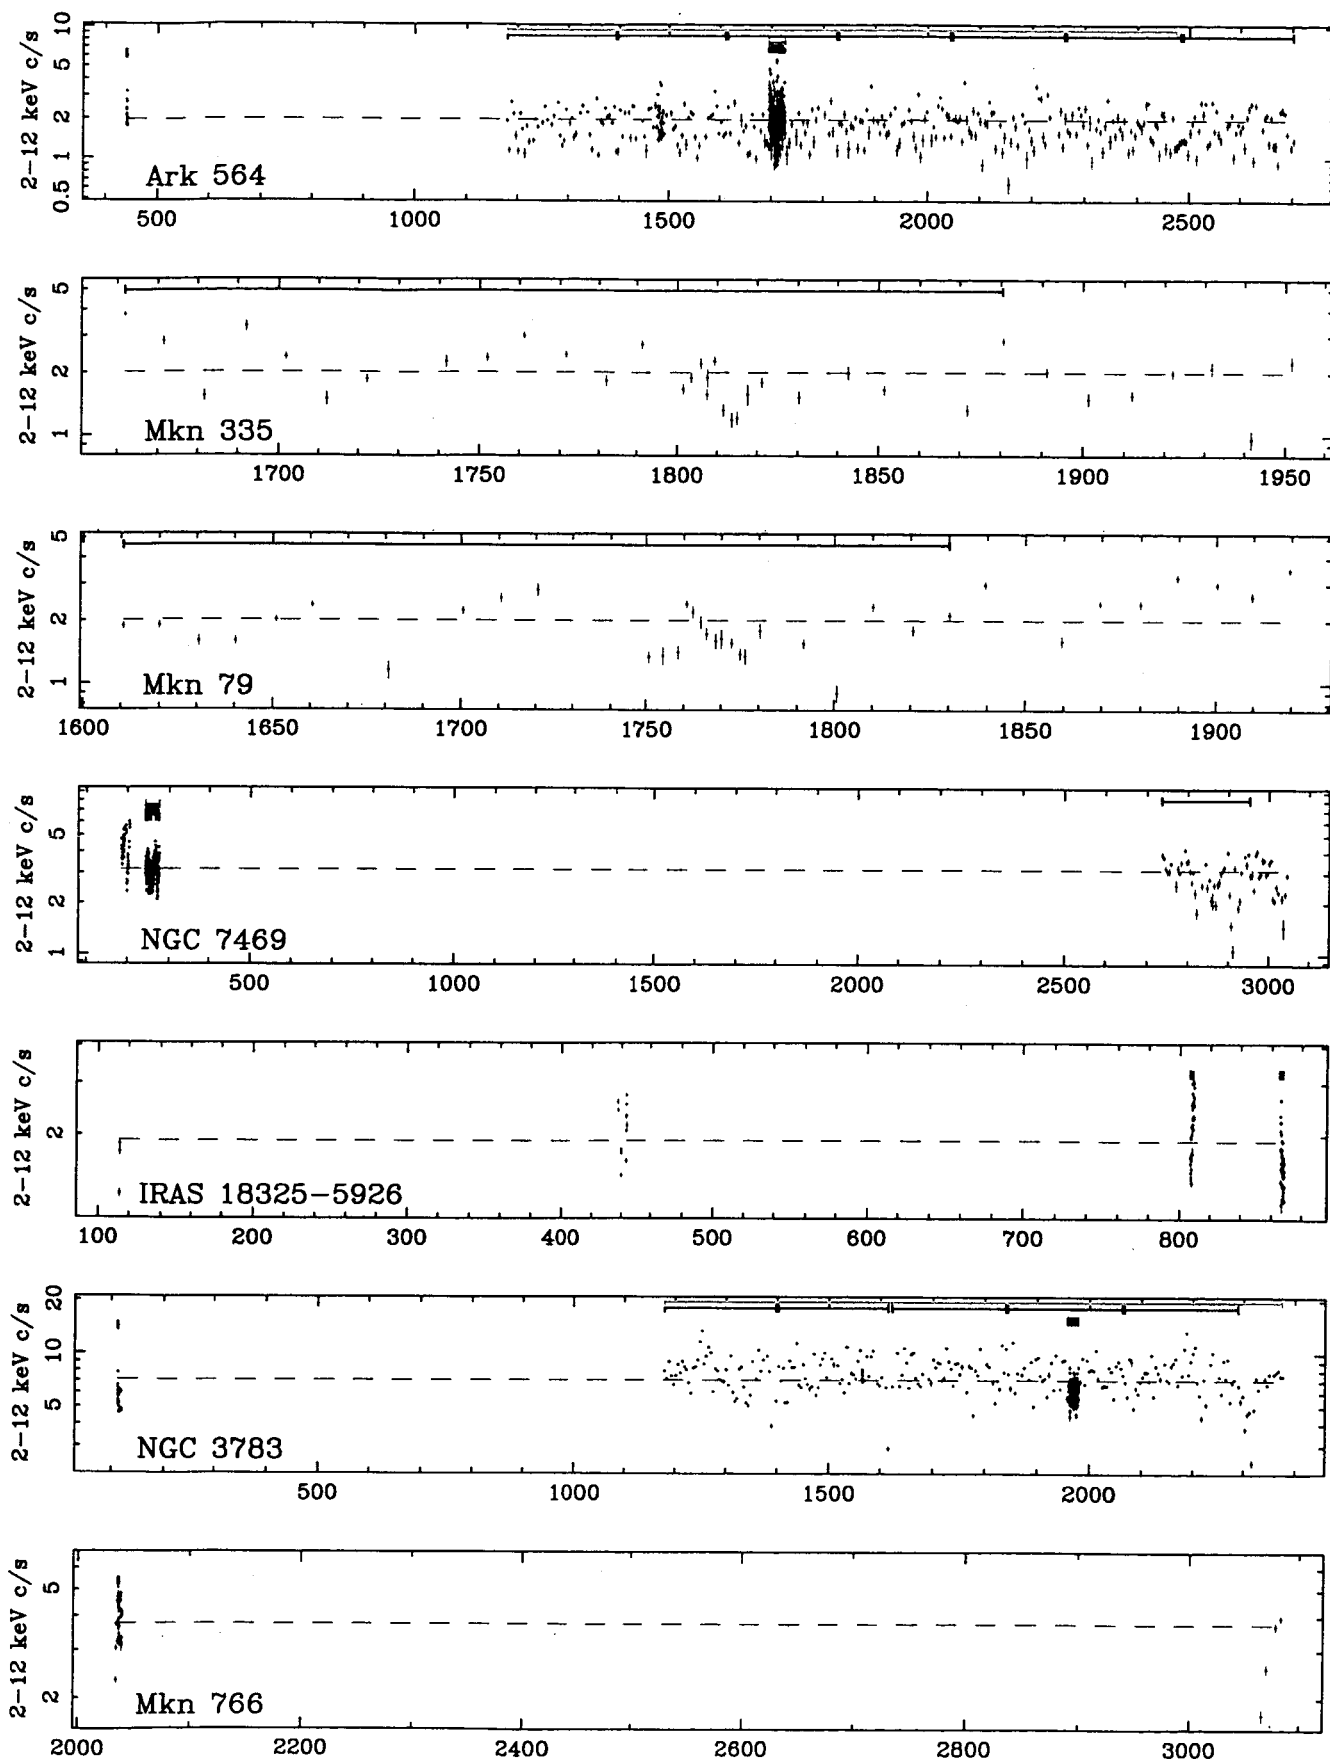 10
5
2
1
0.5
2-12 keV c/s
Ark 564
500 1000 1500 2000 2500
5
2
1
2-12 keV c/s
Mkn 335
1700 1750 1800 1850 1900 1950
5
2
1
2-12 keV c/s
Mkn 79
1600 1650 1700 1750 1800 1850 1900
5
2
1
2-12 keV c/s
NGC 7469
500 1000 1500 2000 2500 3000
2
2-12 keV c/s
IRAS 18325-5926
100 200 300 400 500 600 700 800
20
10
5
2-12 keV c/s
NGC 3783
500 1000 1500 2000
5
2
2-12 keV c/s
Mkn 766
2000 2200 2400 2600 2800 3000